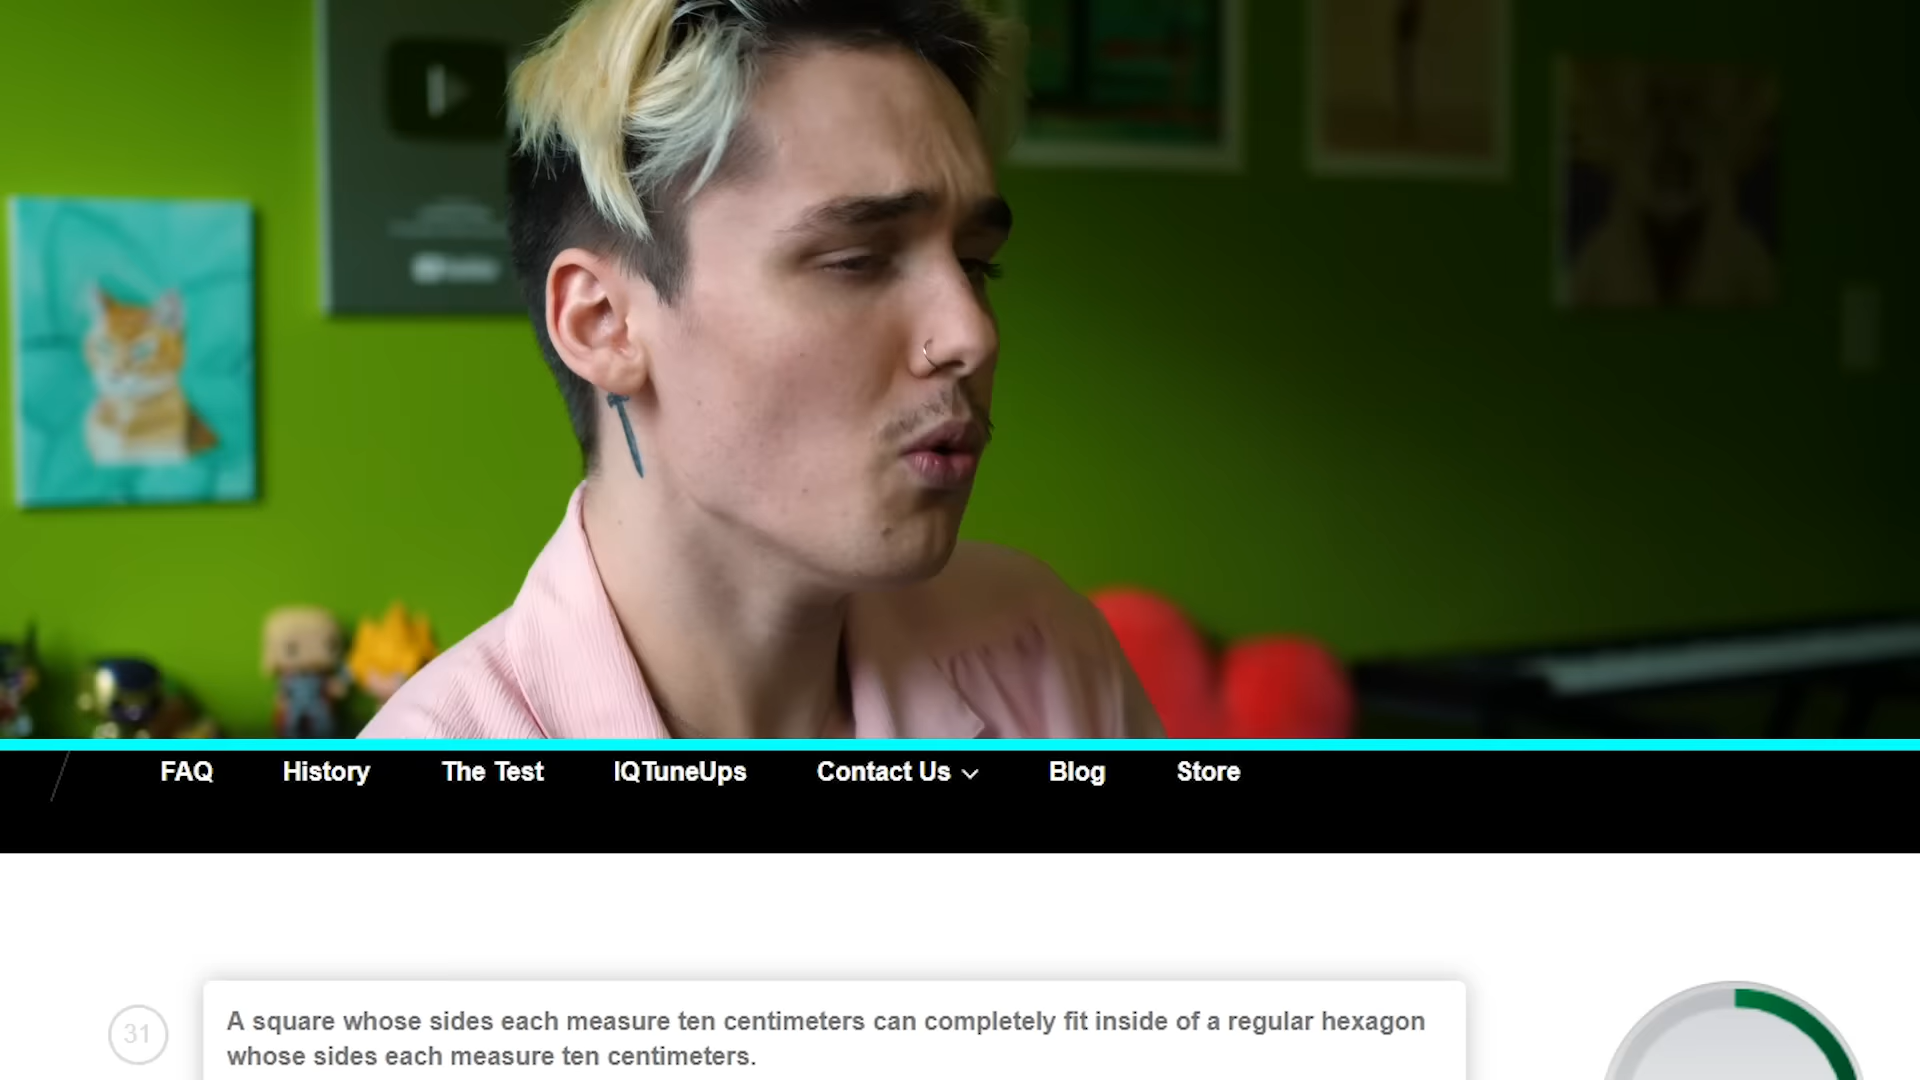 FAQ
History
The Test
IQTuneUps
Contact Us
Blog
Store
31
A square whose sides each measure ten centimeters can completely fit inside of a regular hexagon
whose sides each measure ten centimeters.